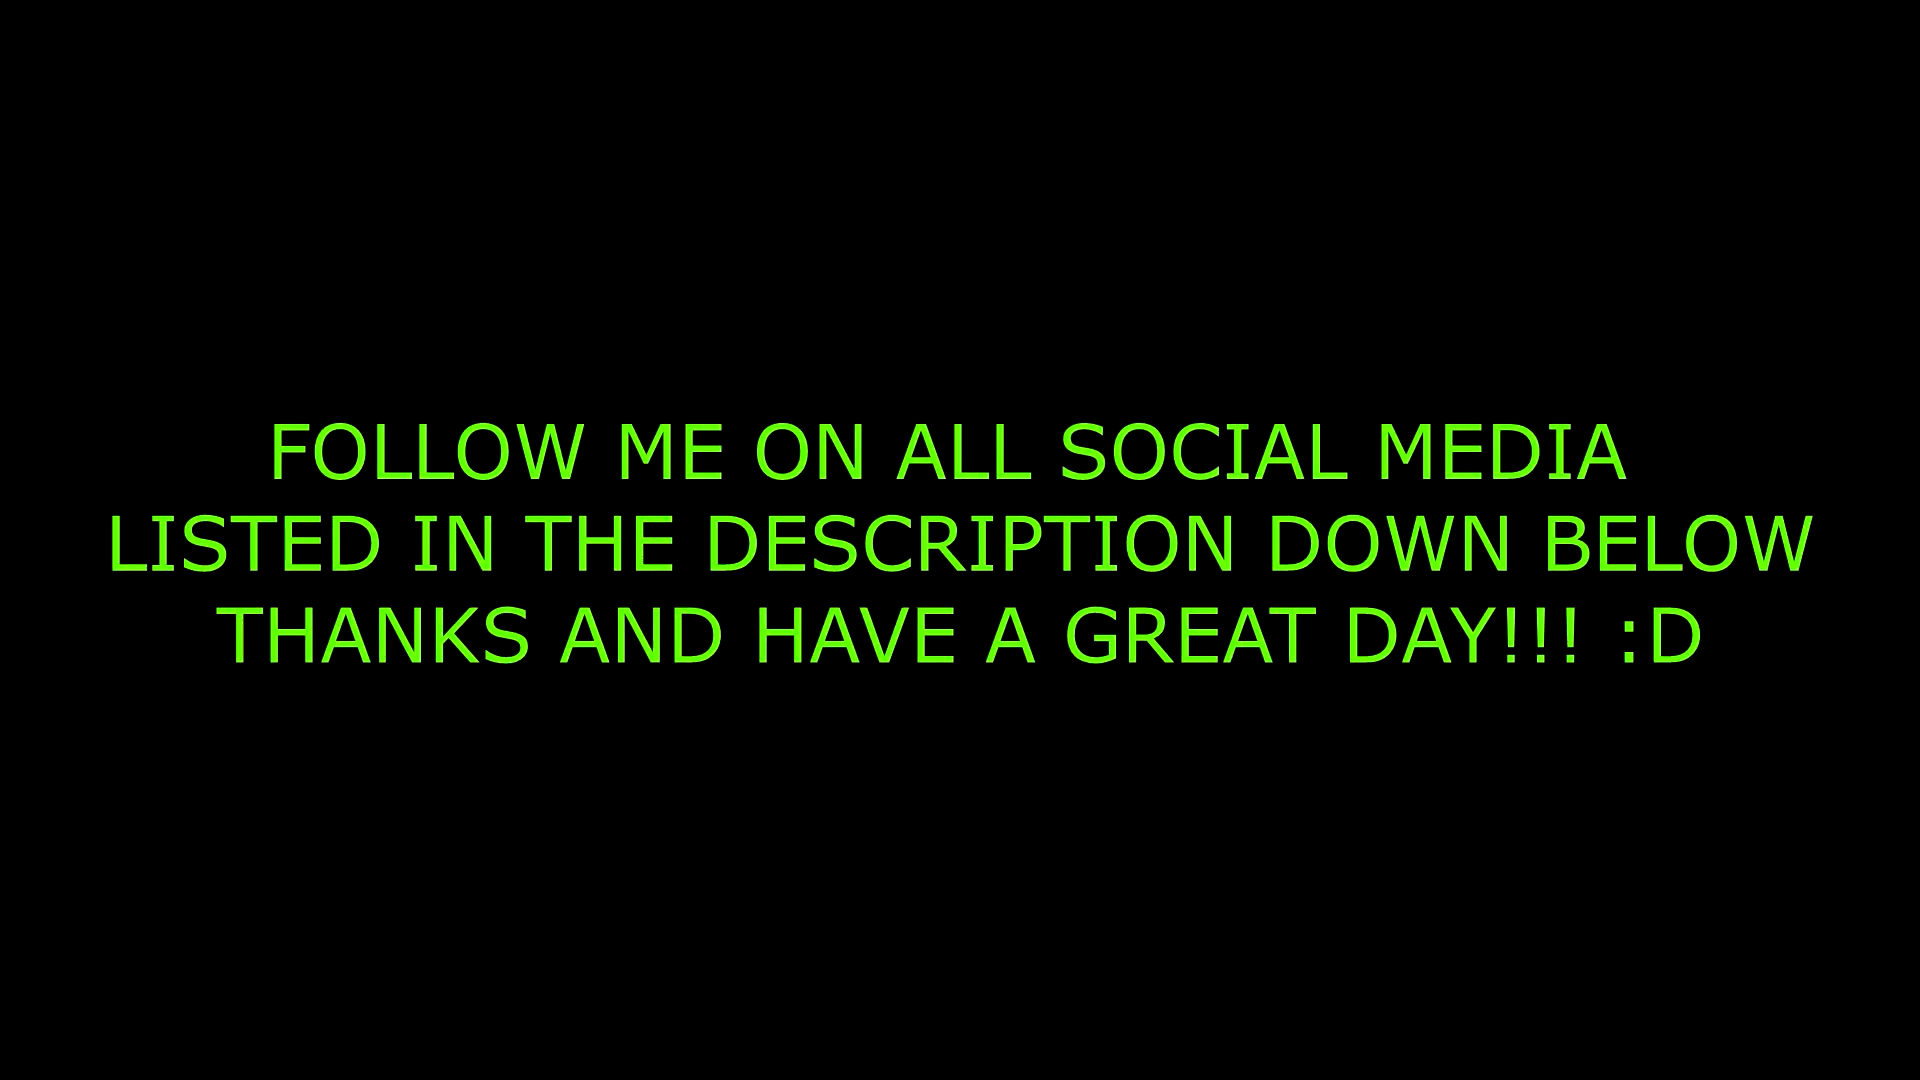 FOLLOW ME ON ALL SOCIAL MEDIA
LISTED IN THE DESCRIPTION DOWN BELOW
THANKS AND HAVE A GREAT DAY!!! :D